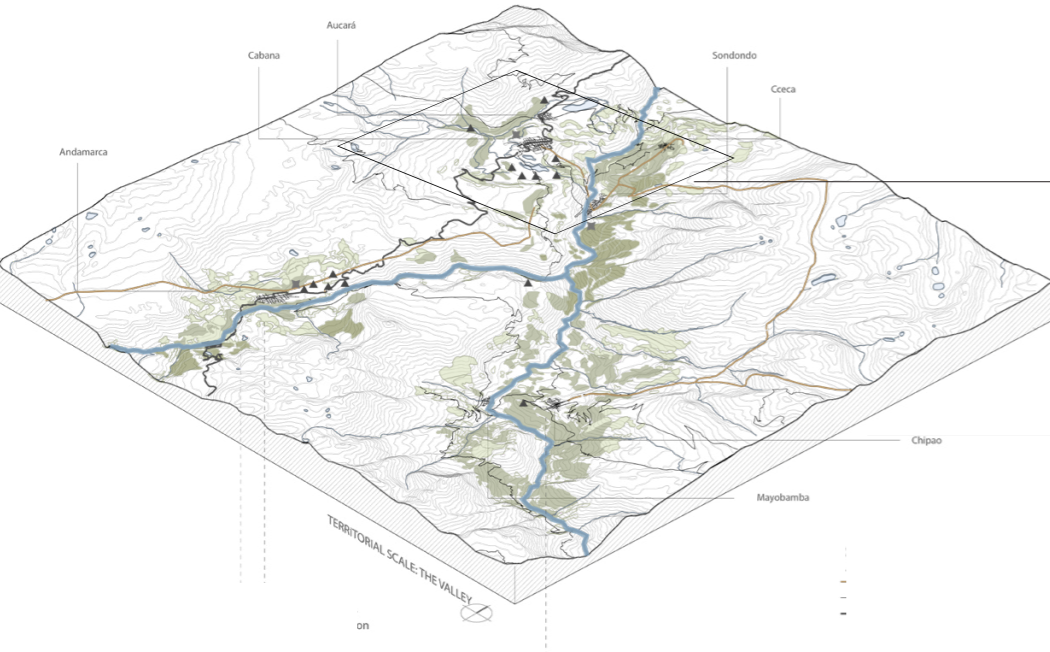 Aucará
Cabana
Sondondo
Cceca
Andamarca
Chipao
Mayobamba
TERRITORIAL SCALE: THE VALLEY
on